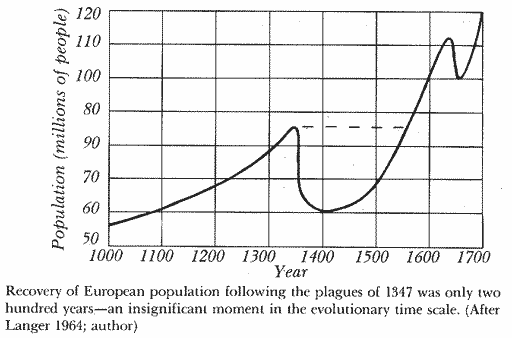 Population (millions of people)
120
110
100
80
90
70
60
50
1000 1100 1200 1300 1400 1500 1600 1700
Year
Recovery of European population following the plagues of 1347 was only two
hundred years—an insignificant moment in the evolutionary time scale. (After
Langer 1964; author)